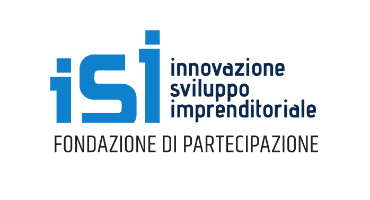 isi
innovazione
sviluppo
imprenditoriale
FONDAZIONE DI PARTECIPAZIONE